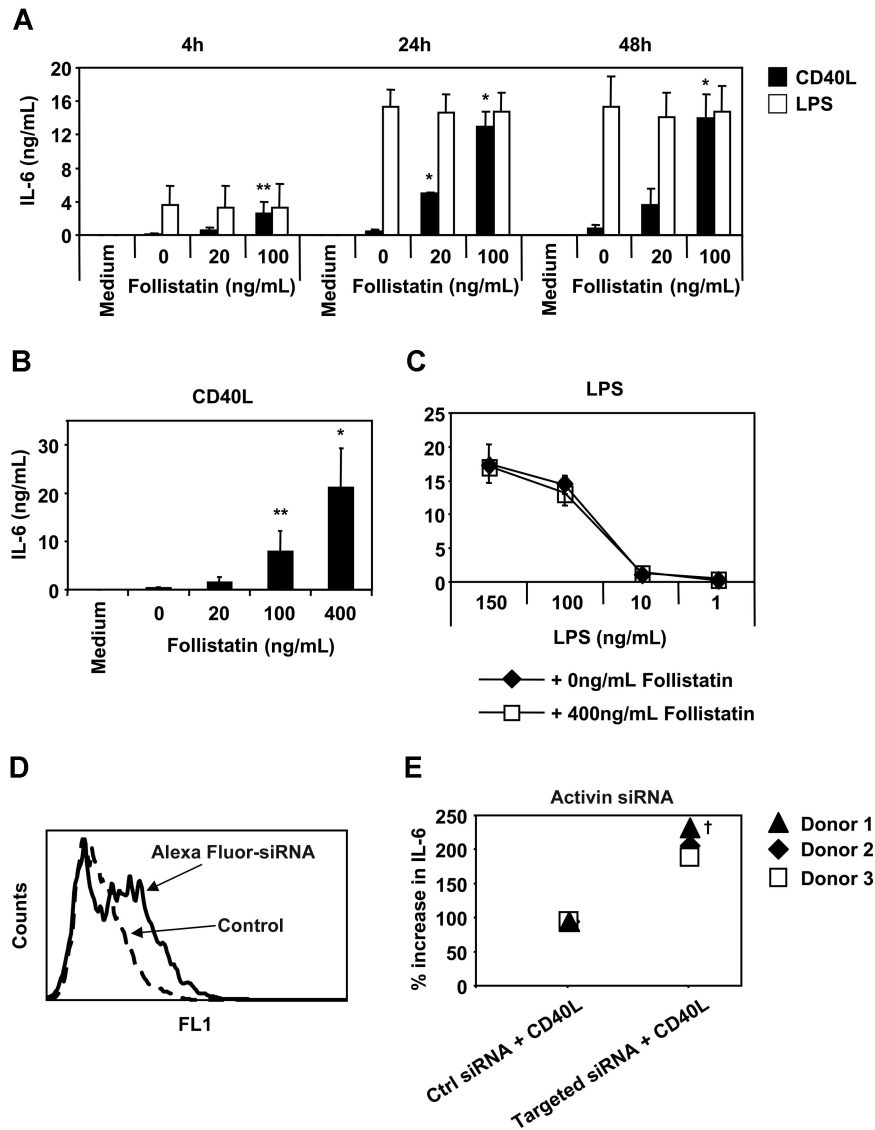 A
4h 24h 48h
CD40L
LPS
IL-6 (ng/mL)
20
16
12
8
4
0
** * * *
Medium 0 20 100 Medium 0 20 100 Medium 0 20 100
Follistatin (ng/mL) Follistatin (ng/mL) Follistatin (ng/mL)
B
CD40L
IL-6 (ng/mL)
30
20
10
0
** *
Medium 0 20 100 400
Follistatin (ng/mL)
C
LPS
25
20
15
10
5
0
150 100 10 1
LPS (ng/mL)
+ 0ng/mL Follistatin
+ 400ng/mL Follistatin
D
Alexa Fluor-siRNA
Control
Counts
FL1
E
Activin siRNA
% increase in IL-6
250
200
150
100
50
0
†
Ctrl siRNA + CD40L
Targeted siRNA + CD40L
Donor 1
Donor 2
Donor 3